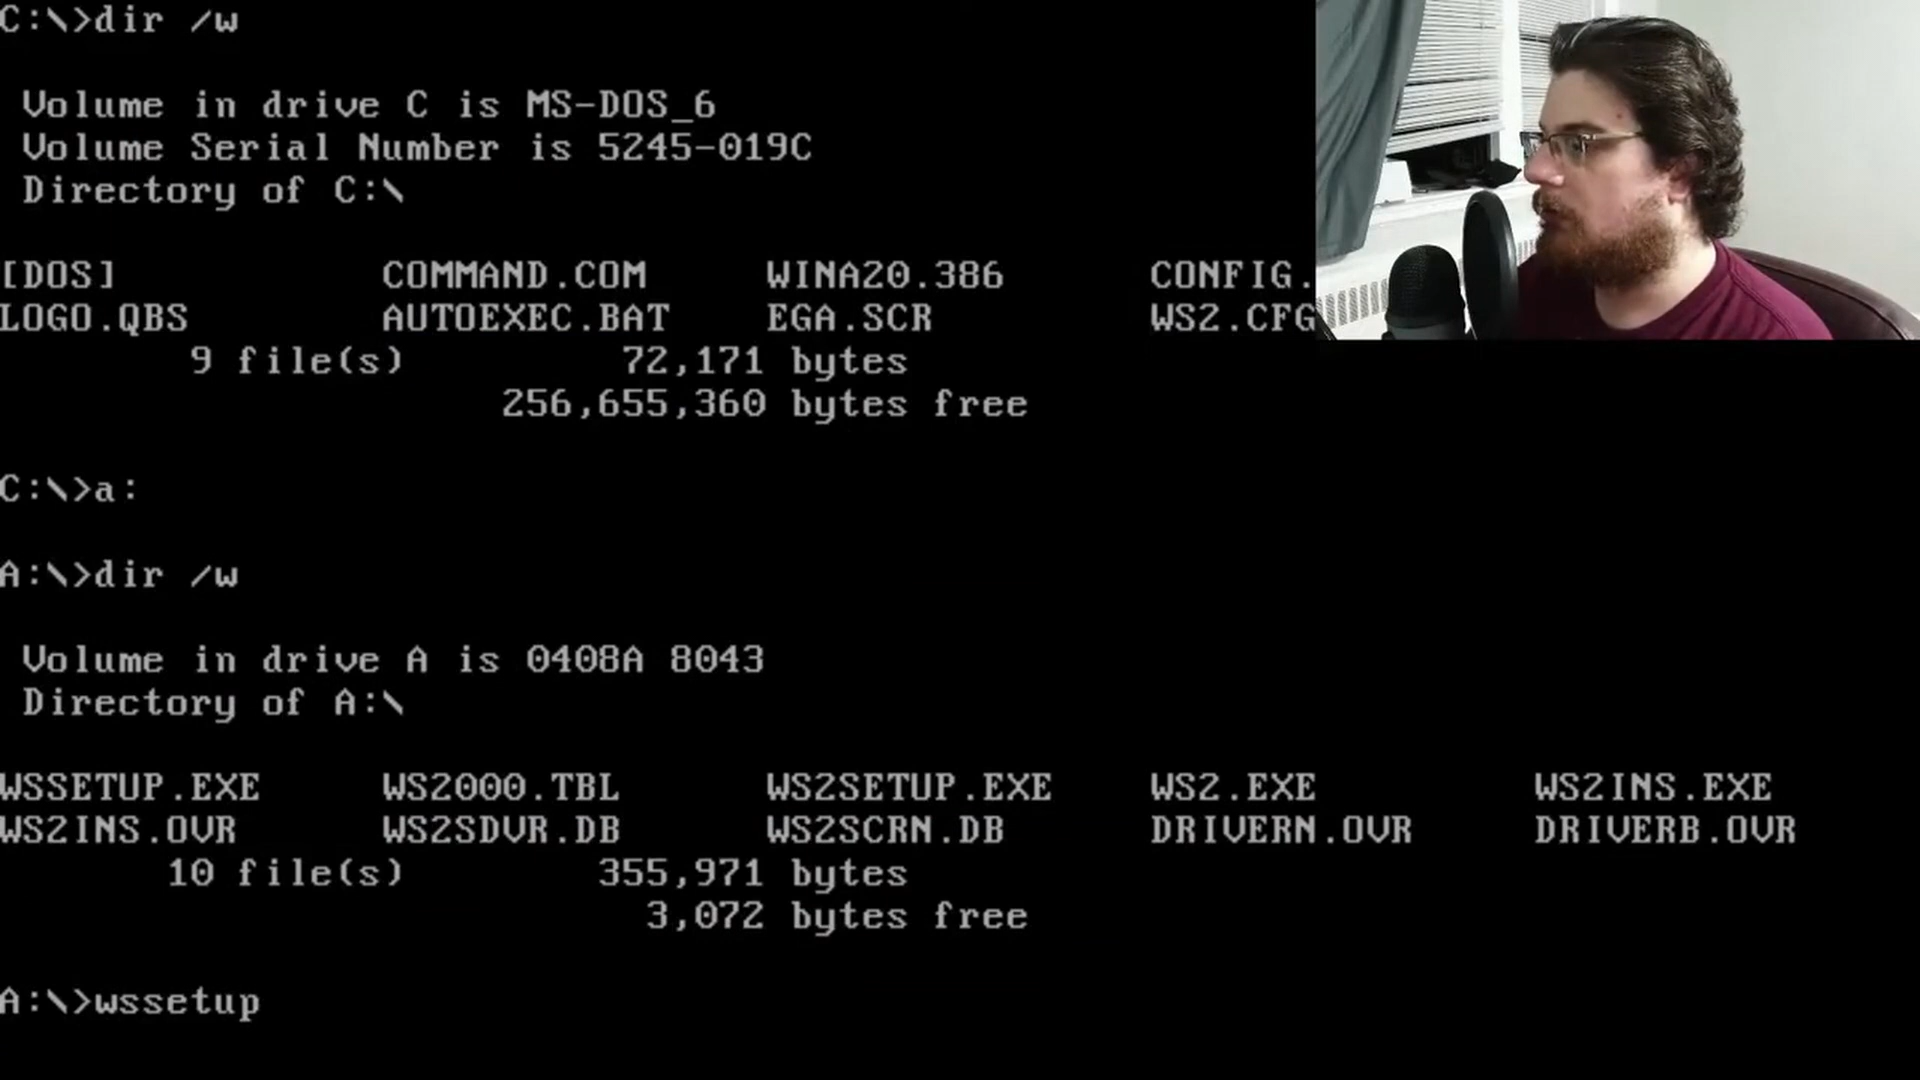 C:\>dir /w
Volume in drive C is MS-DOS_6
Volume Serial Number is 5245-019C
Directory of C:\
[DOS] COMMAND.COM WINA20.386 CONFIG.
LOGO.QBS AUTOEXEC.BAT EGA.SCR WS2.CFG
9 file(s) 72,171 bytes
256,655,360 bytes free
C:\>a:
A:\>dir /w
Volume in drive A is 0408A 8043
Directory of A:\
WSSETUP.EXE WS2000.TBL WS2SETUP.EXE WS2.EXE WS2INS.EXE
WS2INS.OVR WS2SDVR.DB WS2SCRN.DB DRIVERN.OVR DRIVERB.OVR
10 file(s) 355,971 bytes
3,072 bytes free
A:\>wssetup